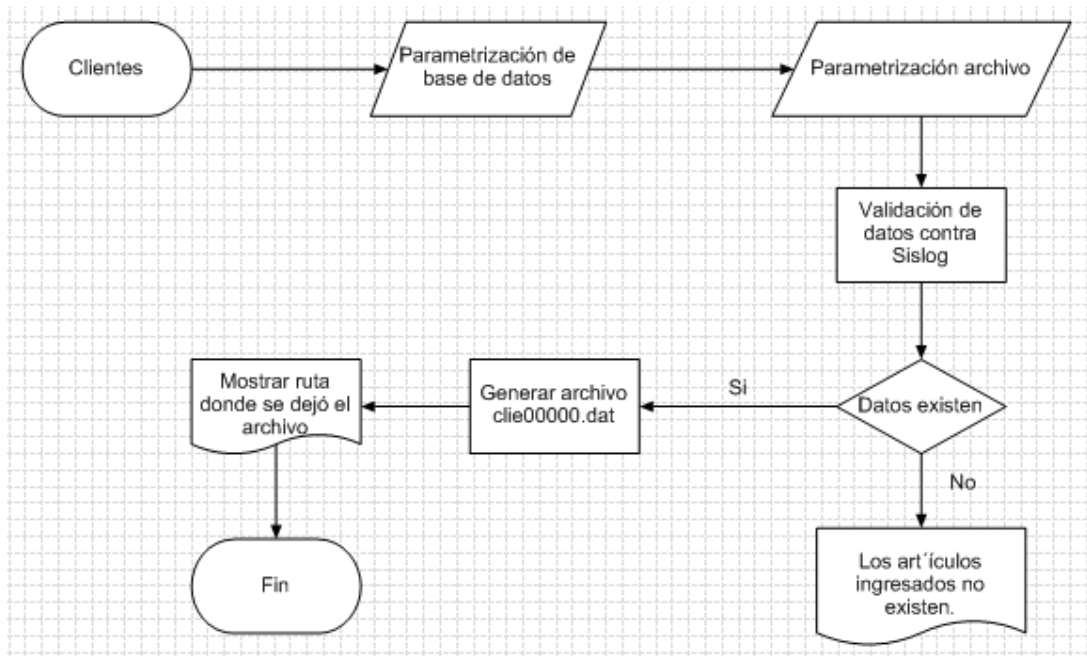 Clientes
Parametrización de
base de datos
Parametrización archivo
Validación de
datos contra
Sislog
Datos existen
Si
Generar archivo
clie00000.dat
Mostrar ruta
donde se dejó el
archivo
Fin
No
Los art´ículos
ingresados no
existen.